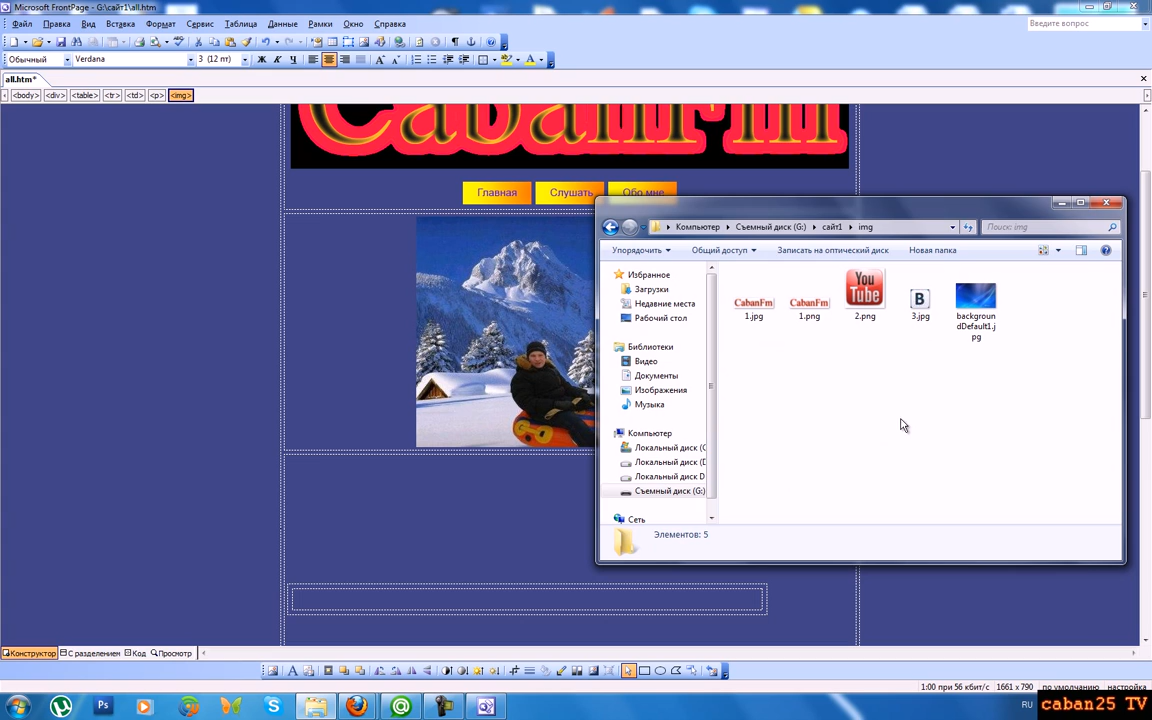 Microsoft FrontPage - G:\сайт1\all.htm
Файл Правка Вид Вставка Формат Сервис Таблица Данные Рамки Окно Справка
Введите вопрос
Обычный Verdana 3 (12 пт) Ж К Ч
all.htm*
<body> <div> <table> <tr> <td> <p> <img>
CabanFm
Главная Слушать Обо мне
Компьютер Съемный диск (G:) сайт1 img
Поиск: img
Упорядочить Общий доступ Записать на оптический диск Новая папка
Избранное
Загрузки
Недавние места
Рабочий стол
Библиотеки
Видео
Документы
Изображения
Музыка
Компьютер
Локальный диск (C
Локальный диск (D
Локальный диск D
Съемный диск (G:)
Сеть
CabanFm CabanFm You Tube B
1.jpg 1.png 2.png 3.jpg backgroun
dDefault1.j
pg
Элементов: 5
Конструктор С разделением Код Просмотр
1:00 при 56 кбит/с 1661 x 790 по умолчанию настройка
Ps
RU
caban25 TV